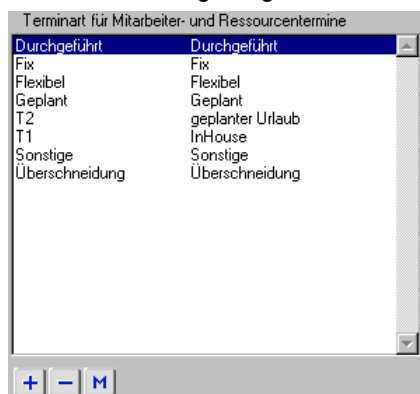 Terminart für Mitarbeiter- und Ressourcentermine
Durchgeführt Durchgeführt
Fix Fix
Flexibel Flexibel
Geplant Geplant
T2 geplanter Urlaub
T1 InHouse
Sonstige Sonstige
Überschneidung Überschneidung
+ − M